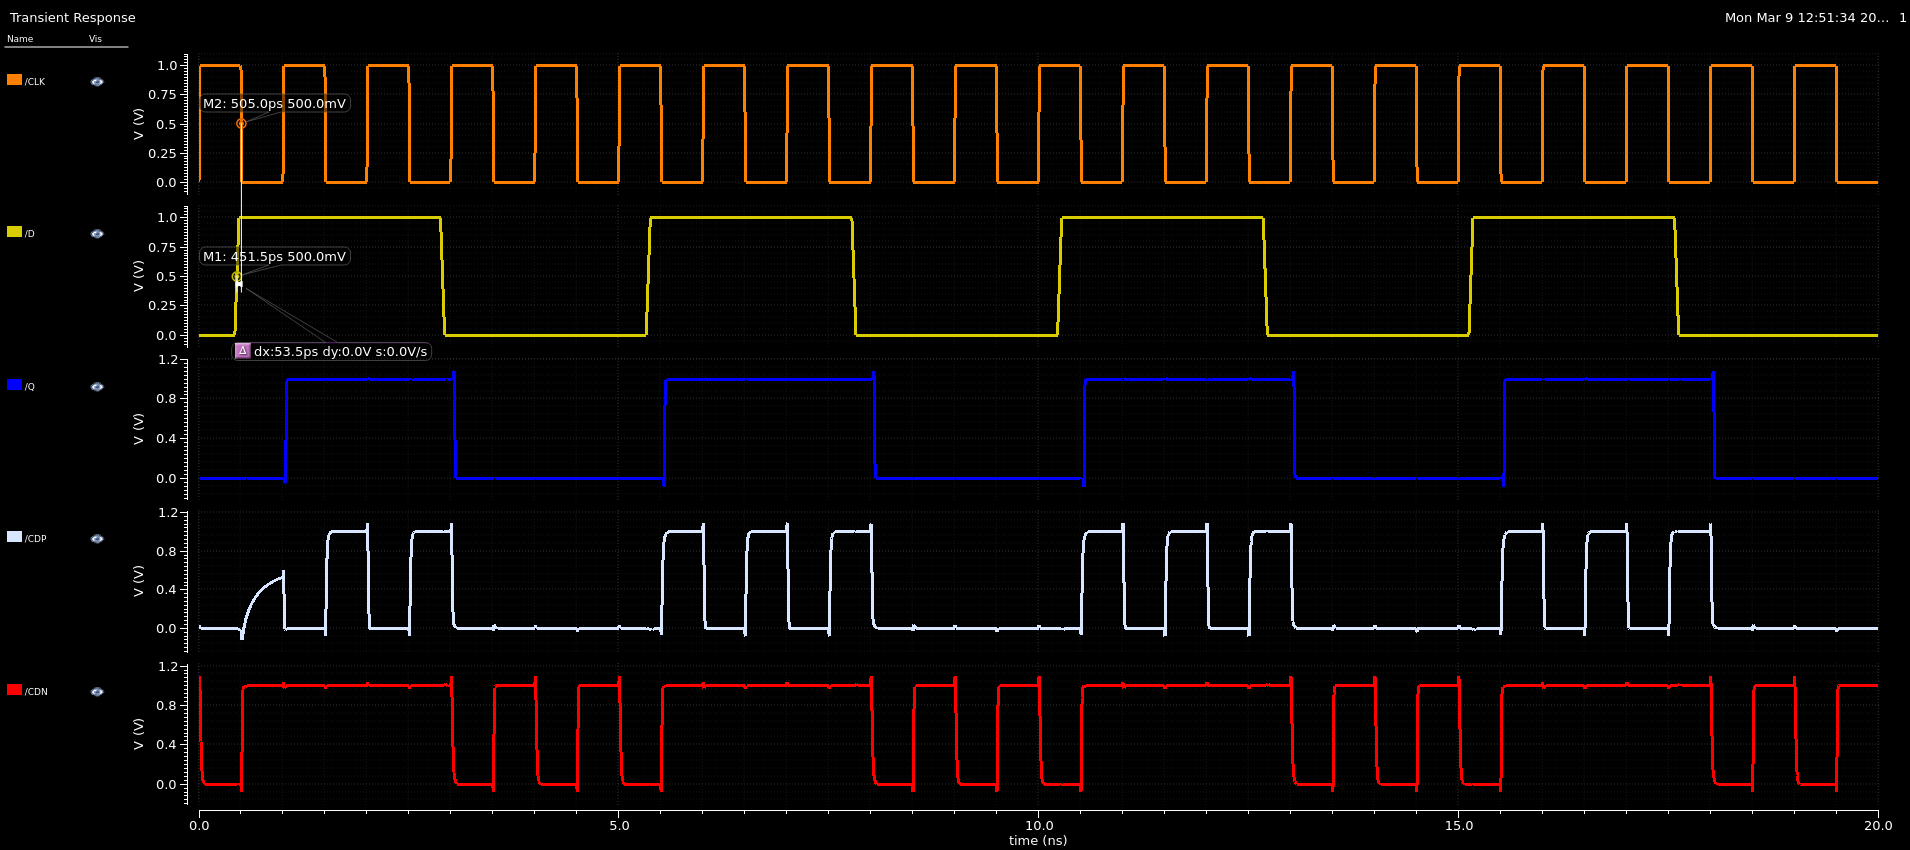 Transient Response
Mon Mar 9 12:51:34 20... 1
Name Vis
/CLK
V (V)
1.0
0.75
0.5
0.25
0.0
M2: 505.0ps 500.0mV
/D
V (V)
1.0
0.75
0.5
0.25
0.0
M1: 451.5ps 500.0mV
Δ dx:53.5ps dy:0.0V s:0.0V/s
/Q
V (V)
1.2
0.8
0.4
0.0
/CDP
V (V)
1.2
0.8
0.4
0.0
/CDN
V (V)
1.2
0.8
0.4
0.0
0.0 5.0 10.0 15.0 20.0
time (ns)